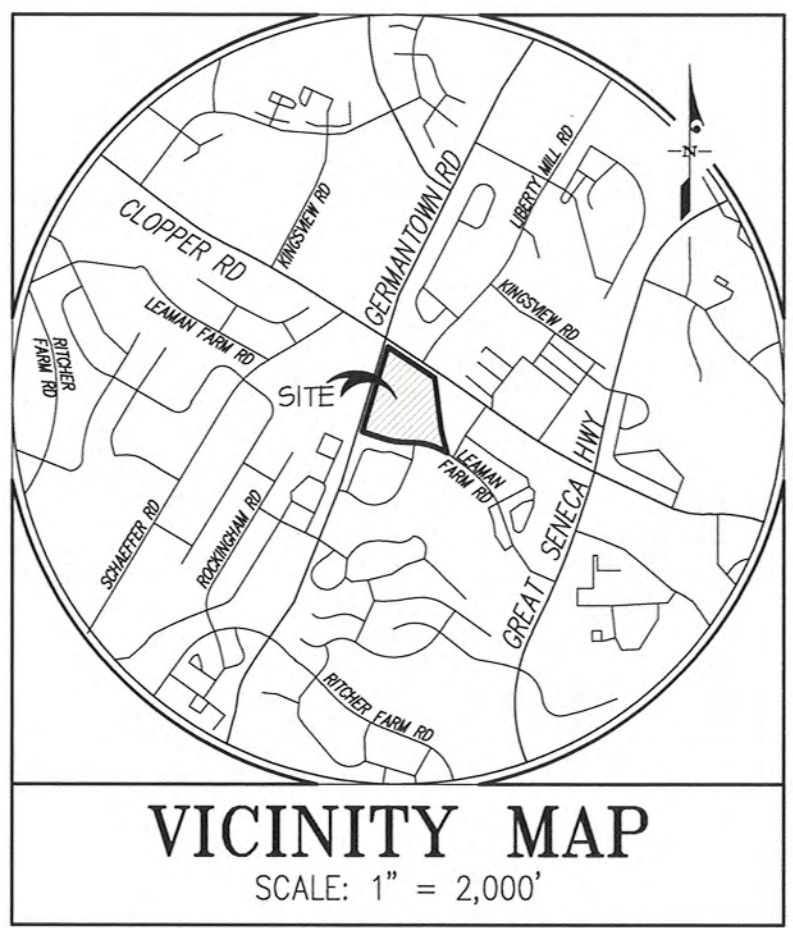 CLOPPER RD
KINGSVIEW RD
GERMANTOWN RD
LIBERTY MILL RD
N
KINGSVIEW RD
LEAMAN FARM RD
RITCHER
FARM RD
SITE
LEAMAN
FARM RD
GREAT SENECA HWY
SCHAEFFER RD
ROCKINGHAM RD
RITCHER FARM RD
VICINITY MAP
SCALE: 1" = 2,000'